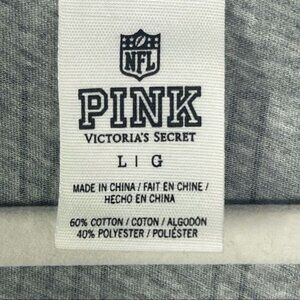 NFL
PINK
VICTORIA'S SECRET
L | G
MADE IN CHINA / FAIT EN CHINE /
HECHO EN CHINA
60% COTTON / COTON / ALGODÓN
40% POLYESTER / POLIÉSTER